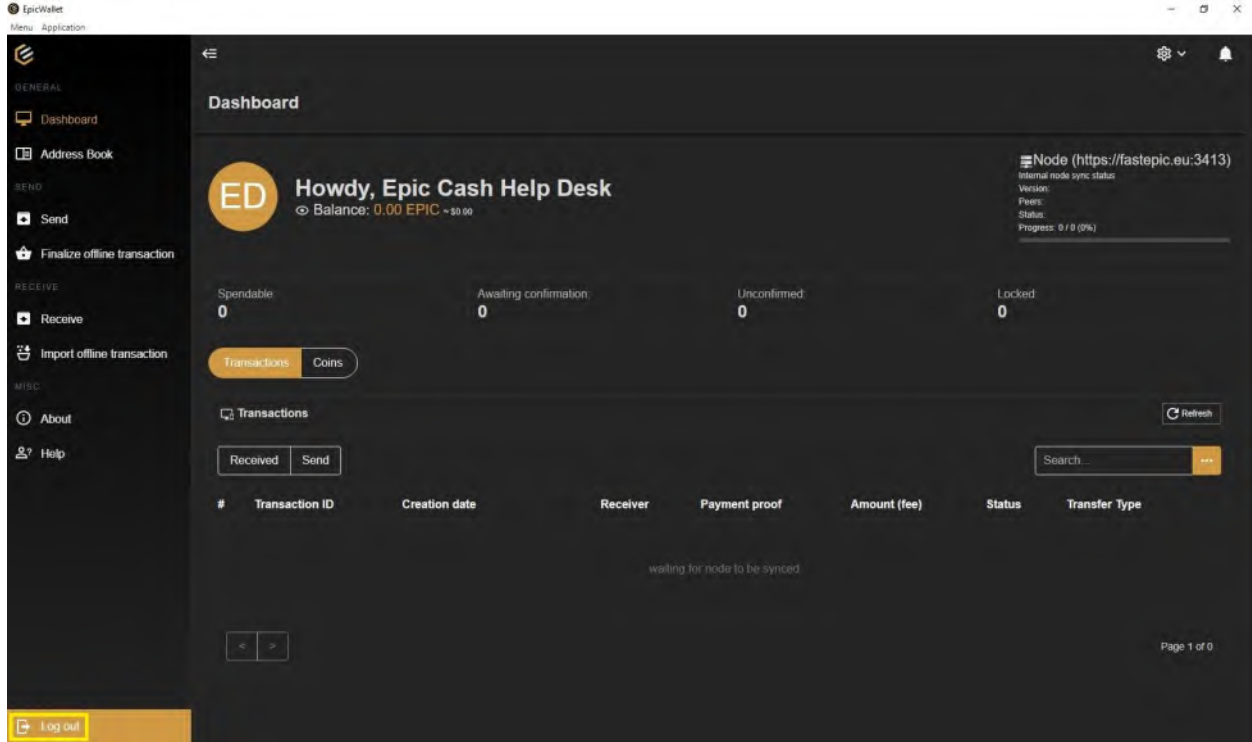 EpicWallet
Menu Application
GENERAL
Dashboard
Address Book
SEND
Send
Finalize offline transaction
RECEIVE
Receive
Import offline transaction
MISC
About
Help
Log out
Dashboard
ED
Howdy, Epic Cash Help Desk
Balance: 0.00 EPIC ~ $0.00
Node (https://fastepic.eu:3413)
Internal node sync status
Version:
Peers:
Status:
Progress: 0 / 0 (0%)
Spendable: Awaiting confirmation: Unconfirmed: Locked:
0 0 0 0
Transactions Coins
Transactions Refresh
Received Send Search... ...
# Transaction ID Creation date Receiver Payment proof Amount (fee) Status Transfer Type
waiting for node to be synced
< > Page 1 of 0